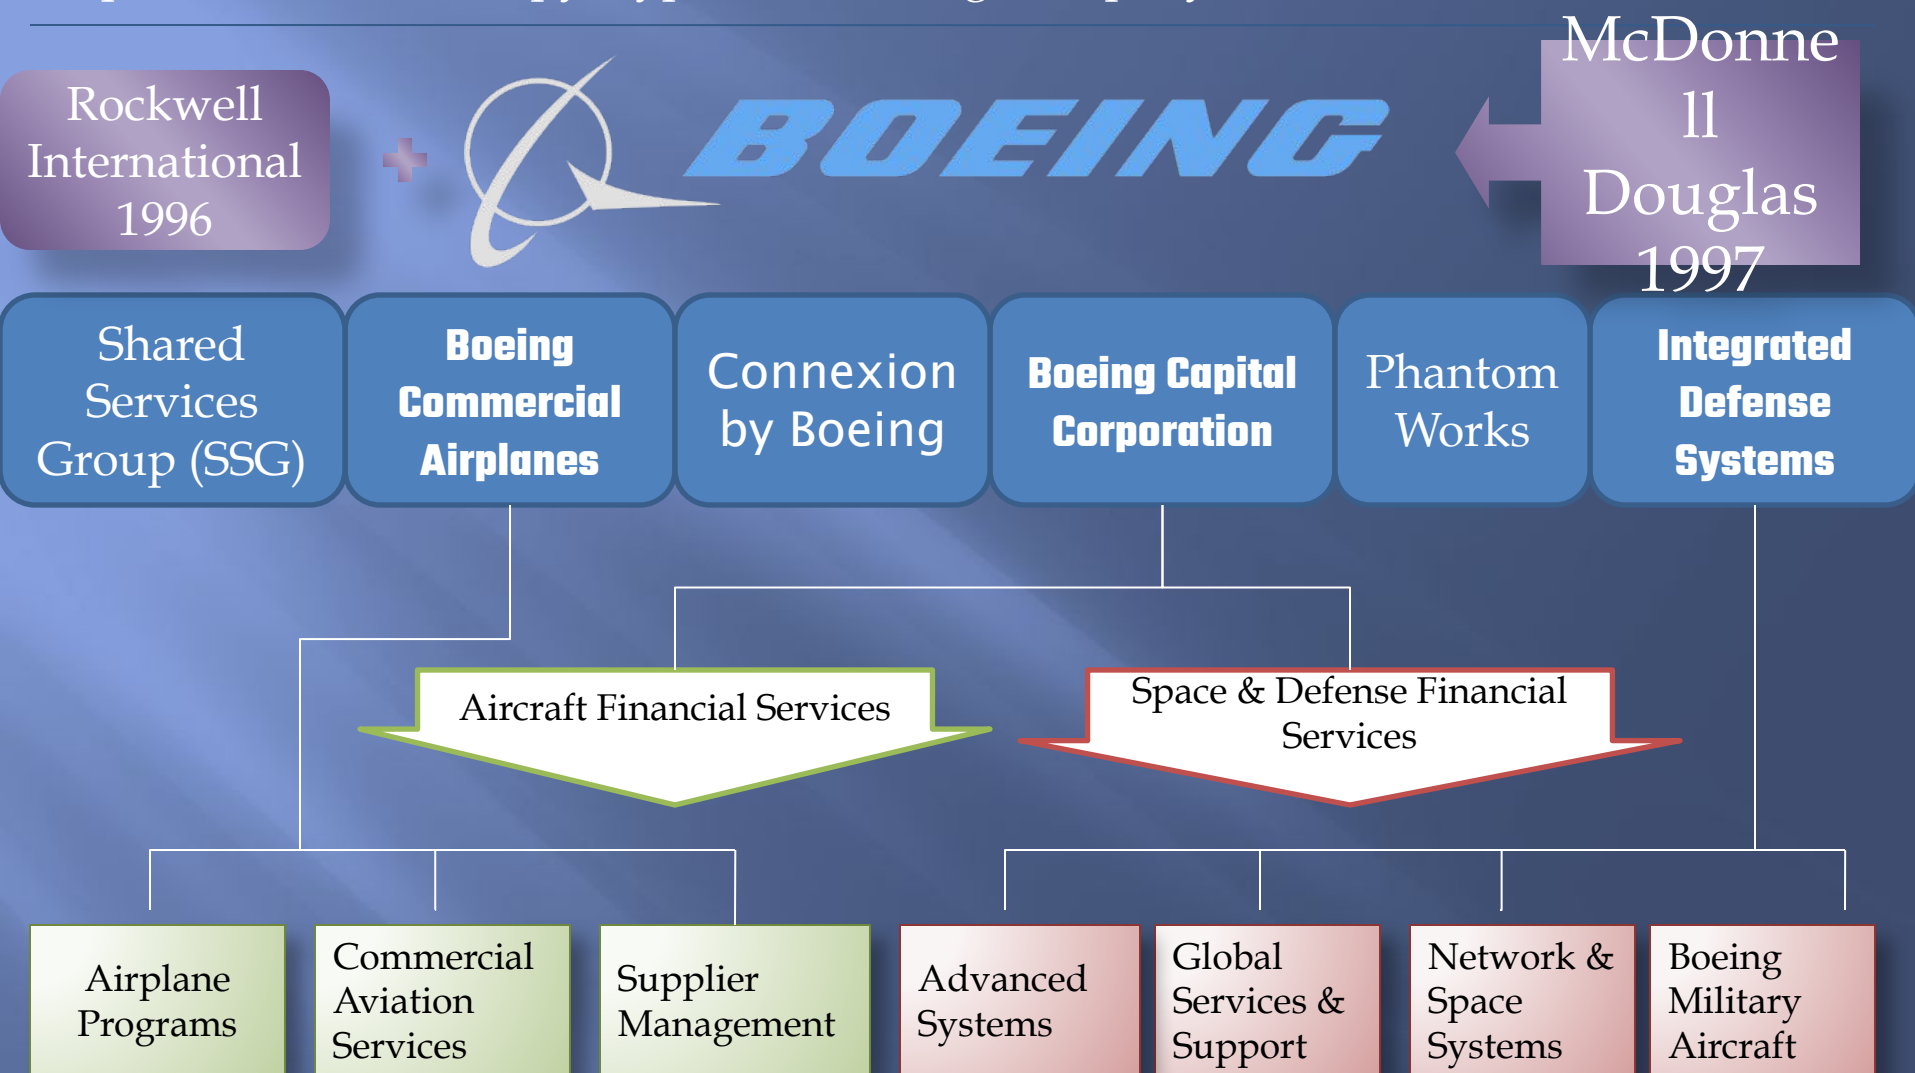 Rockwell
International
1996
BOEING
McDonne
ll
Douglas
1997
Shared
Services
Group (SSG)
Boeing
Commercial
Airplanes
Connexion
by Boeing
Boeing Capital
Corporation
Phantom
Works
Integrated
Defense
Systems
Aircraft Financial Services
Space & Defense Financial
Services
Airplane
Programs
Commercial
Aviation
Services
Supplier
Management
Advanced
Systems
Global
Services &
Support
Network &
Space
Systems
Boeing
Military
Aircraft